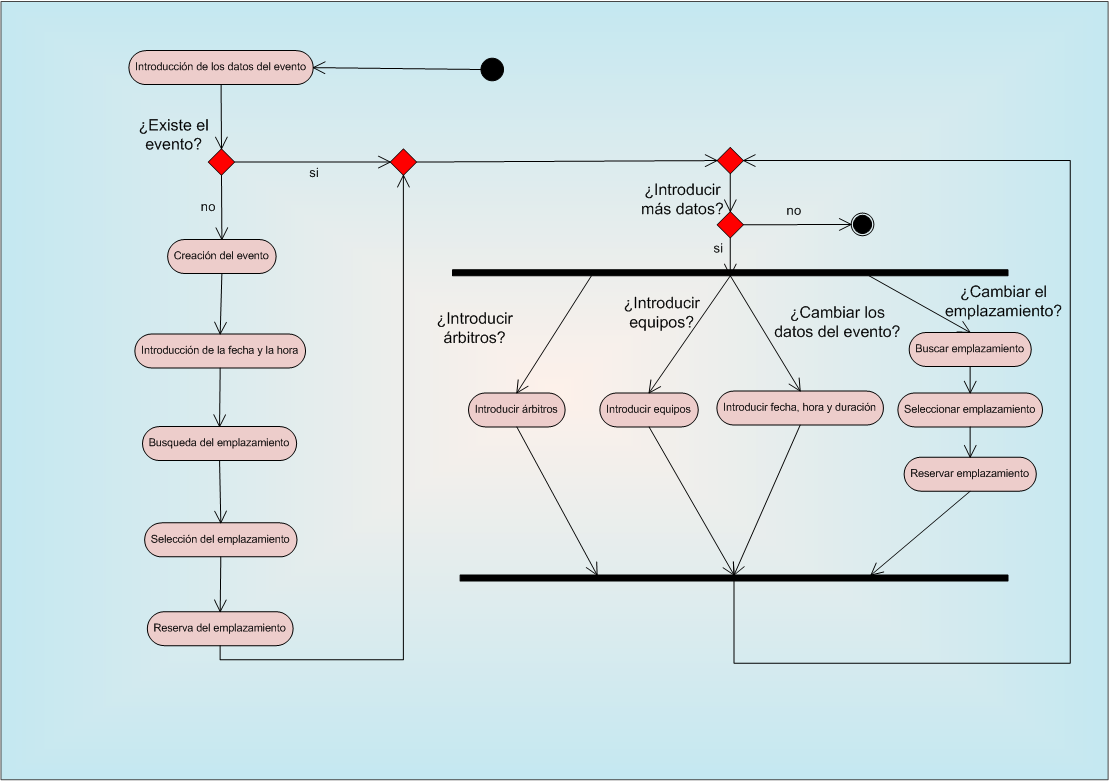 Introducción de los datos del evento
¿Existe el
evento?
si
no
Creación del evento
Introducción de la fecha y la hora
Busqueda del emplazamiento
Selección del emplazamiento
Reserva del emplazamiento
¿Introducir
más datos?
no
si
¿Introducir
árbitros?
¿Introducir
equipos?
¿Cambiar los
datos del evento?
¿Cambiar el
emplazamiento?
Introducir árbitros
Introducir equipos
Introducir fecha, hora y duración
Buscar emplazamiento
Seleccionar emplazamiento
Reservar emplazamiento